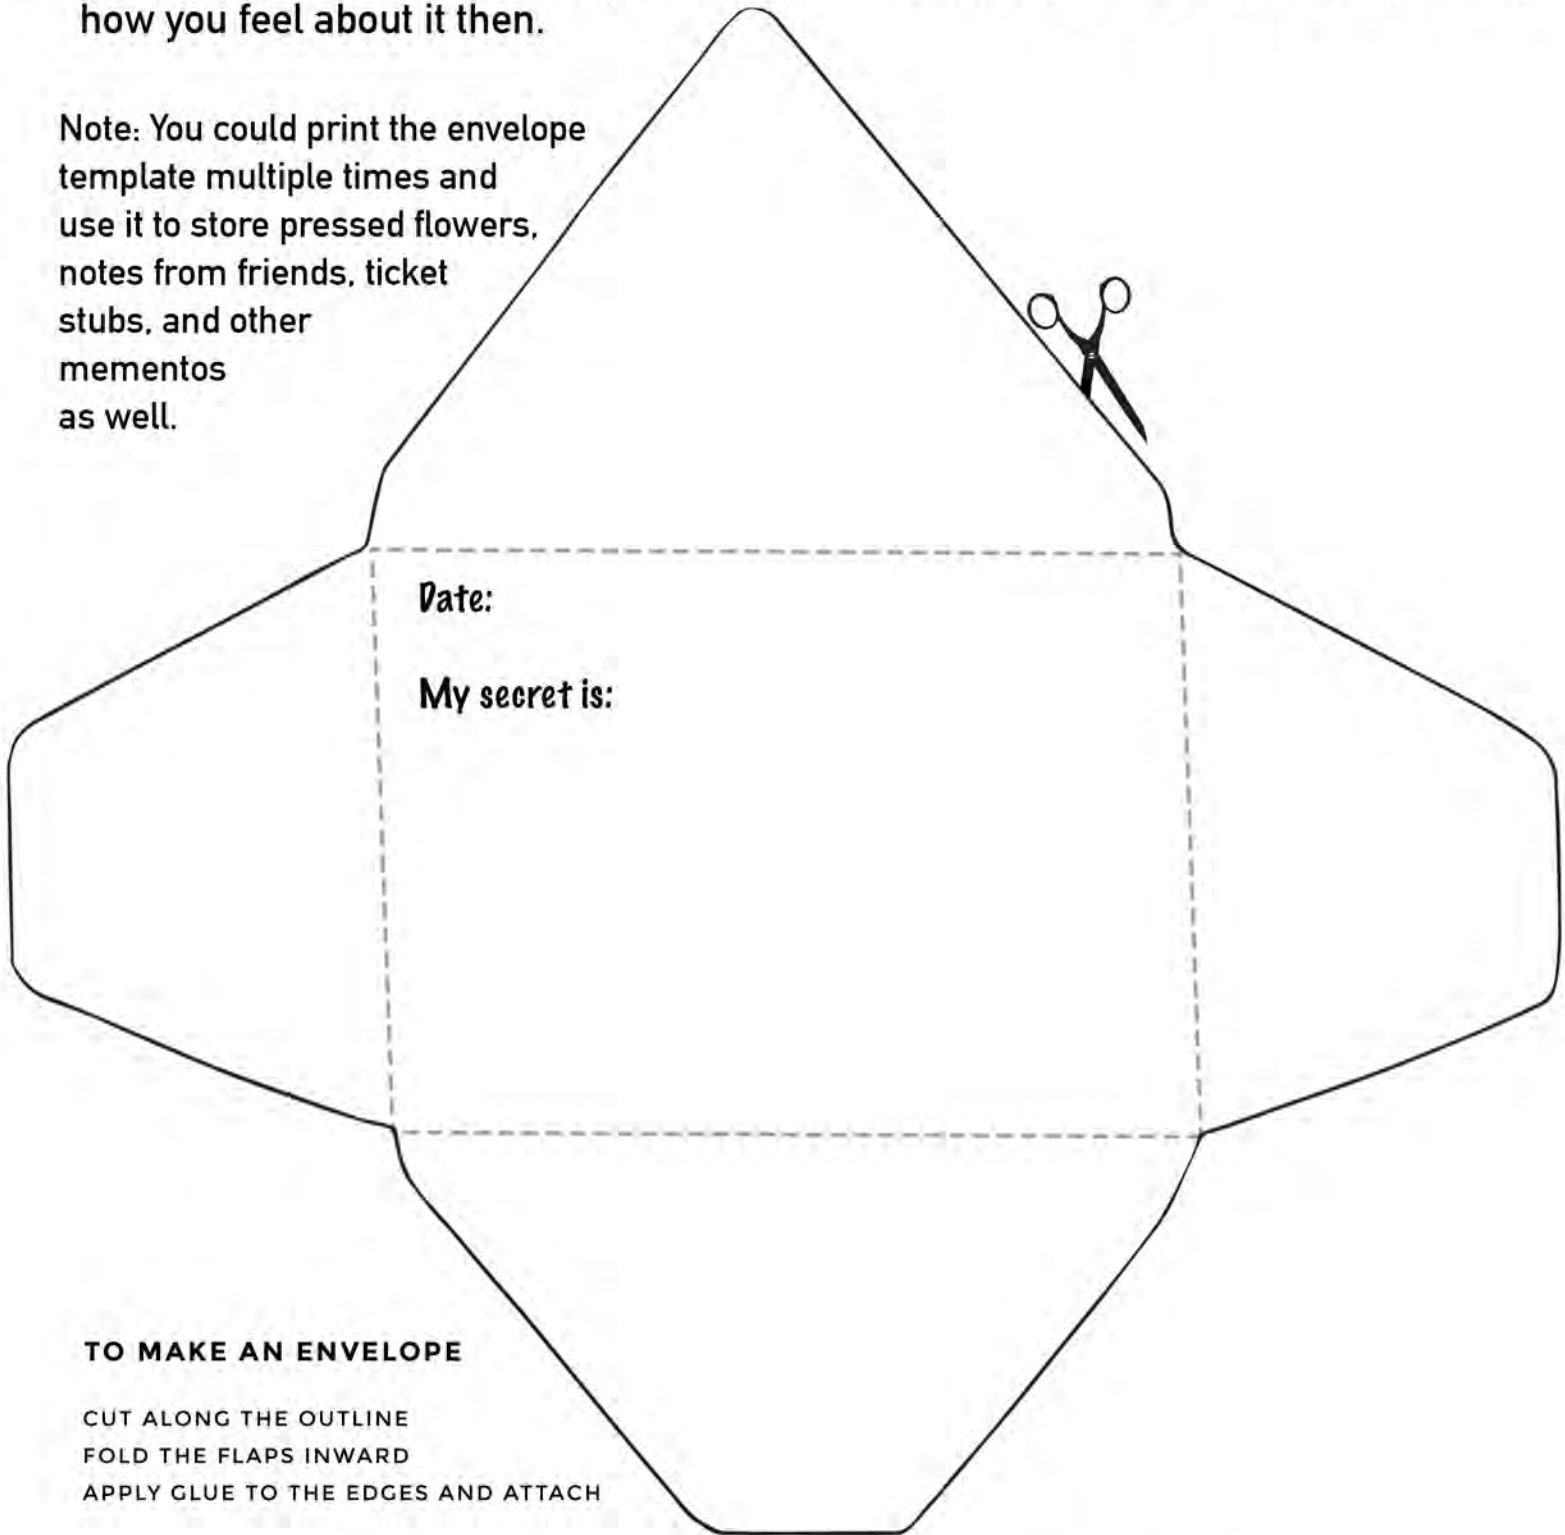 how you feel about it then.
Note: You could print the envelope
template multiple times and
use it to store pressed flowers,
notes from friends, ticket
stubs, and other
mementos
as well.
Date:
My secret is:
TO MAKE AN ENVELOPE
CUT ALONG THE OUTLINE
FOLD THE FLAPS INWARD
APPLY GLUE TO THE EDGES AND ATTACH